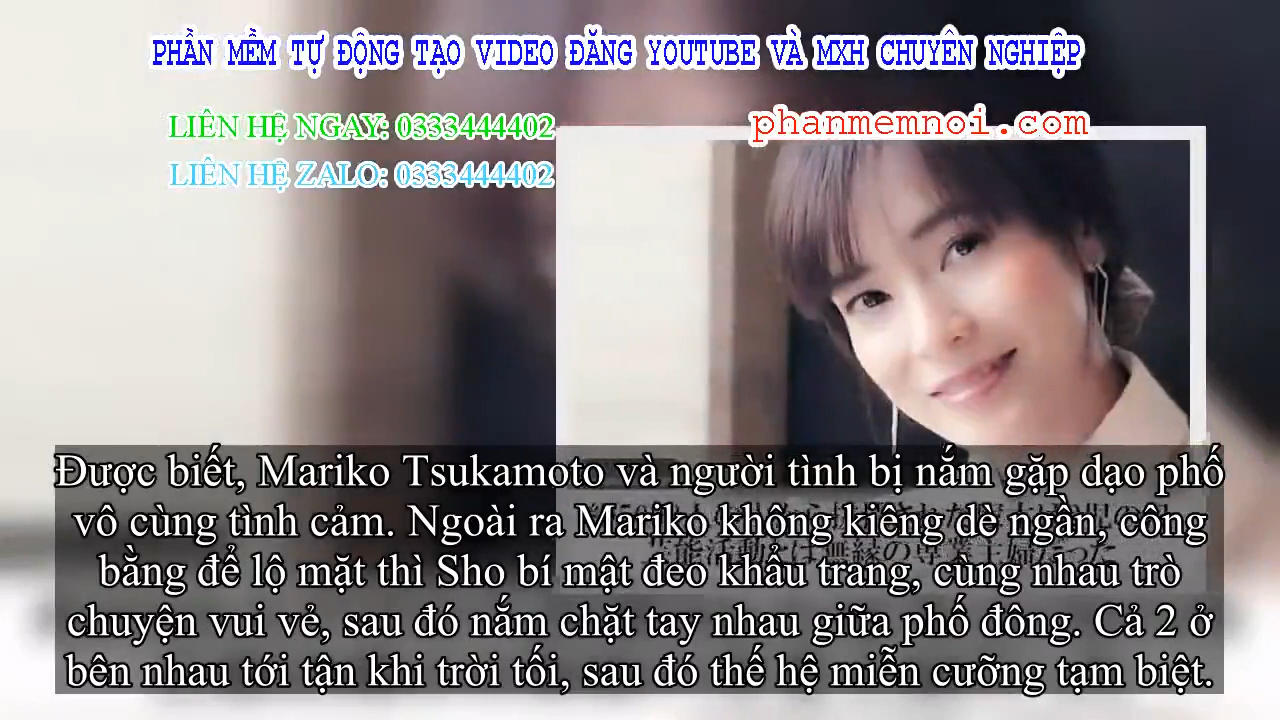 PHẦN MỀM TỰ ĐỘNG TẠO VIDEO ĐĂNG YOUTUBE VÀ MXH CHUYÊN NGHIỆP
LIÊN HỆ NGAY: 0333444402
phanmemnoi.com
LIÊN HỆ ZALO: 0333444402
Được biết, Mariko Tsukamoto và người tình bị nắm gặp dạo phố
vô cùng tình cảm. Ngoài ra Mariko không kiêng dè ngần, công
bằng để lộ mặt thì Sho bí mật đeo khẩu trang, cùng nhau trò
chuyện vui vẻ, sau đó nắm chặt tay nhau giữa phố đông. Cả 2 ở
bên nhau tới tận khi trời tối, sau đó thế hệ miễn cưỡng tạm biệt.